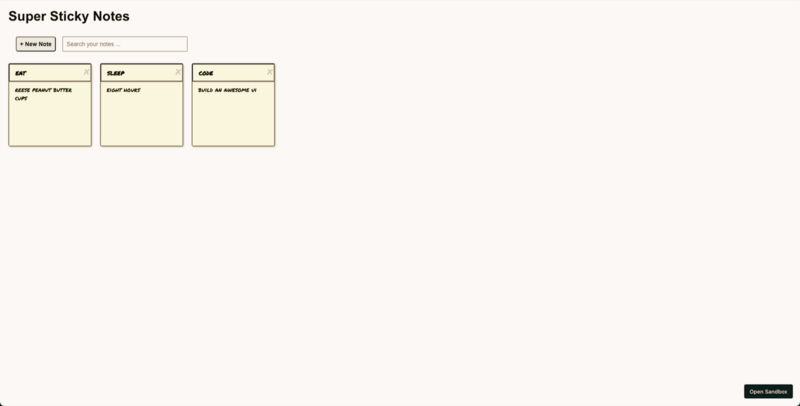 Super Sticky Notes
+ New Note
Search your notes ...
EAT X
SLEEP X
CODE X
REESE PEANUT BUTTER
CUPS
EIGHT HOURS
BUILD AN AWESOME UI
Open Sandbox